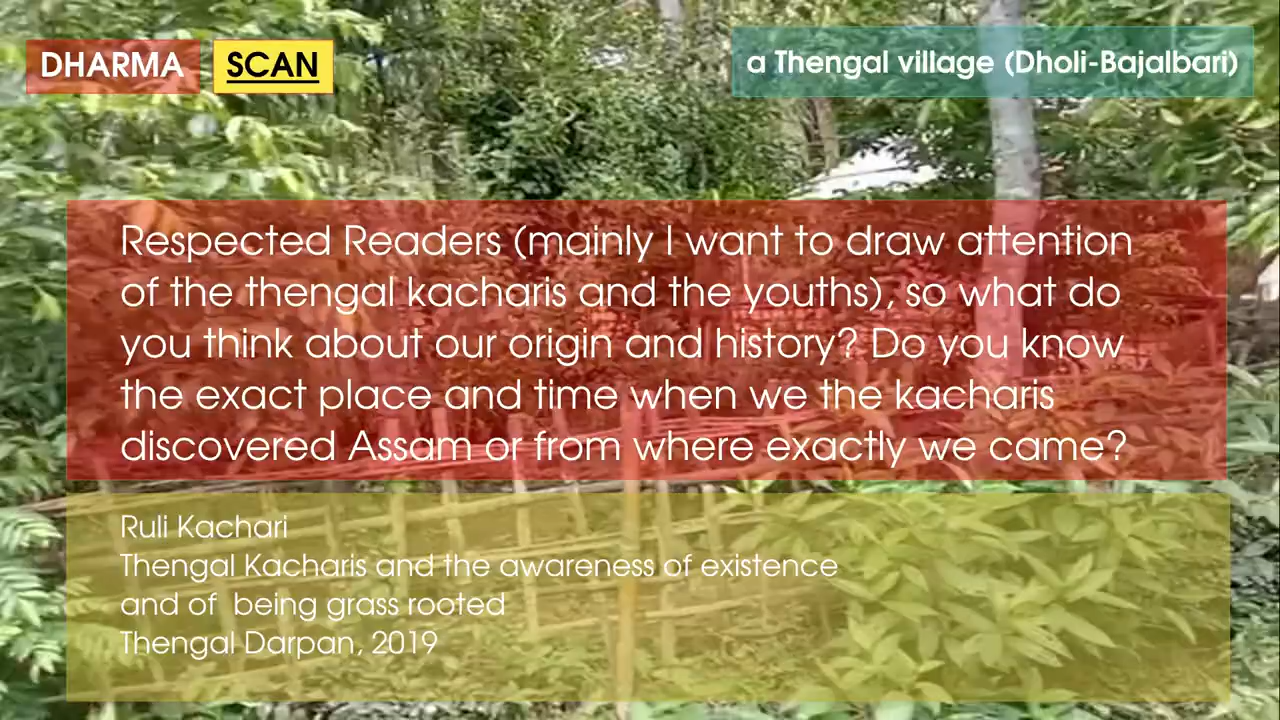 DHARMA SCAN
a Thengal village (Dholi-Bajalbari)
Respected Readers (mainly I want to draw attention
of the thengal kacharis and the youths), so what do
you think about our origin and history? Do you know
the exact place and time when we the kacharis
discovered Assam or from where exactly we came?
Ruli Kachari
Thengal Kacharis and the awareness of existence
and of  being grass rooted
Thengal Darpan, 2019